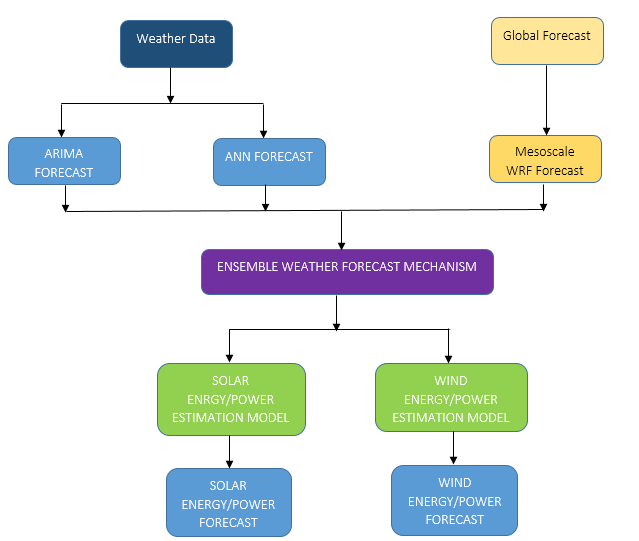 Weather Data
Global Forecast
ARIMA
FORECAST
ANN FORECAST
Mesoscale
WRF Forecast
ENSEMBLE WEATHER FORECAST MECHANISM
SOLAR
ENRGY/POWER
ESTIMATION MODEL
WIND
ENERGY/POWER
ESTIMATION MODEL
SOLAR
ENERGY/POWER
FORECAST
WIND
ENERGY/POWER
FORECAST